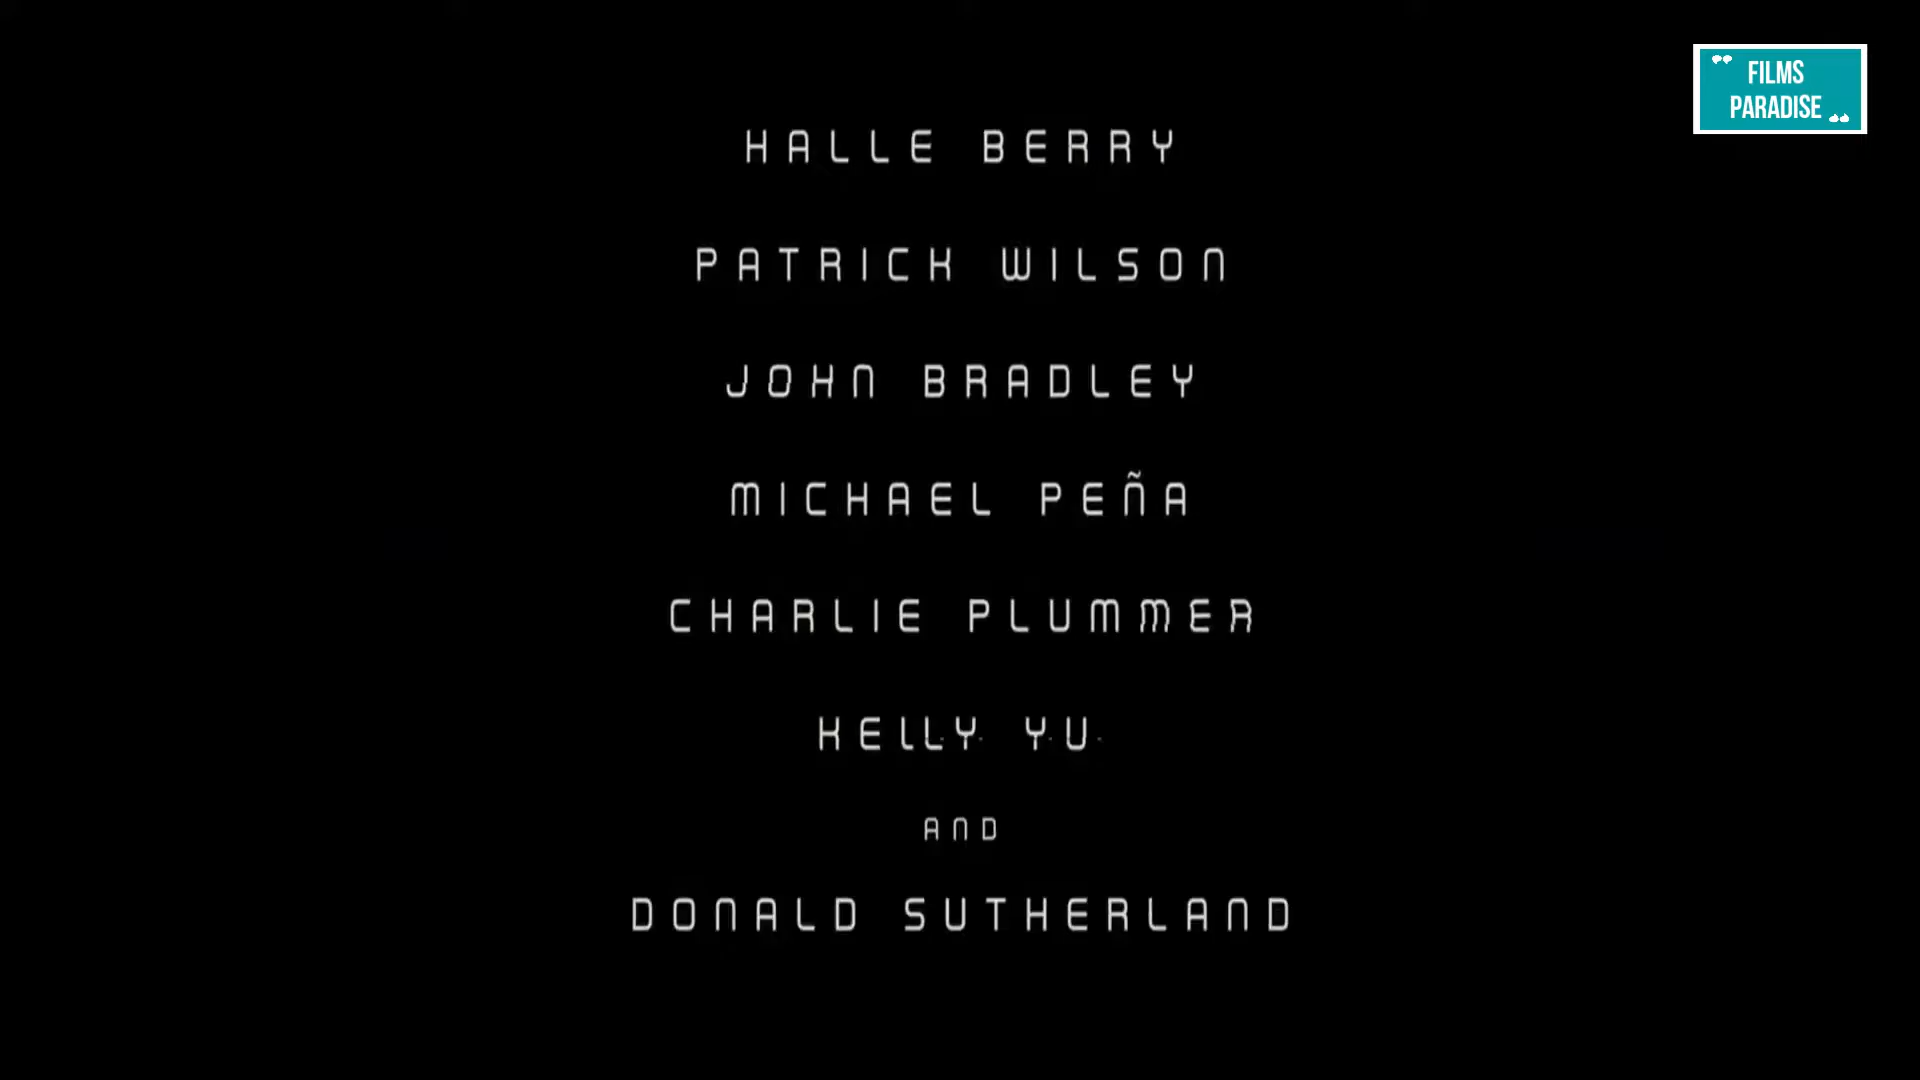 FILMS
PARADISE
HALLE BERRY
PATRICK WILSON
JOHN BRADLEY
MICHAEL PEÑA
CHARLIE PLUMMER
KELLY YU
AND
DONALD SUTHERLAND